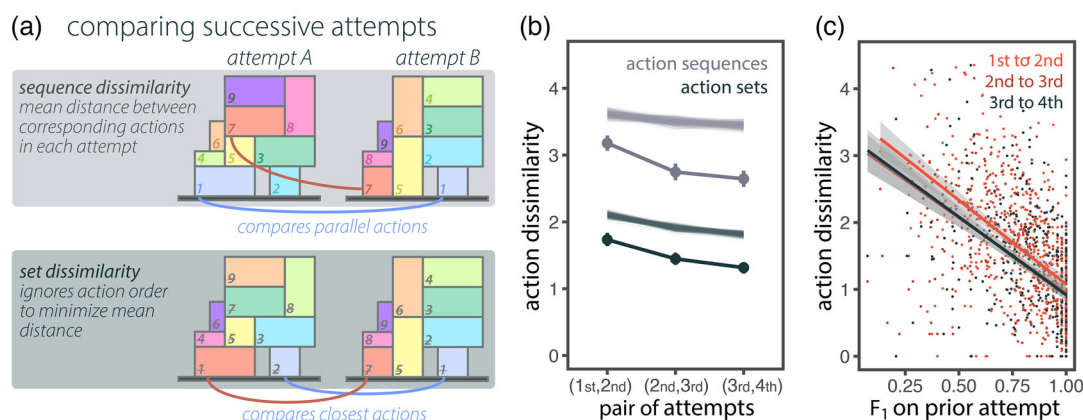 (a) comparing successive attempts
attempt A
attempt B
sequence dissimilarity
mean distance between
corresponding actions
in each attempt
9
7 8
6
4 5 3
1 2
4
6 3
9
8 2
7 5 1
compares parallel actions
set dissimilarity
ignores action order
to minimize mean
distance
9
7 8
6
4 5 3
1 2
4
6 3
9
8 2
7 5 1
compares closest actions
(b)
action sequences
action sets
action dissimilarity
4
3
2
1
0
(1st,2nd) (2nd,3rd) (3rd,4th)
pair of attempts
(c)
1st to 2nd
2nd to 3rd
3rd to 4th
action dissimilarity
4
3
2
1
0
0.25 0.50 0.75 1.00
F1 on prior attempt